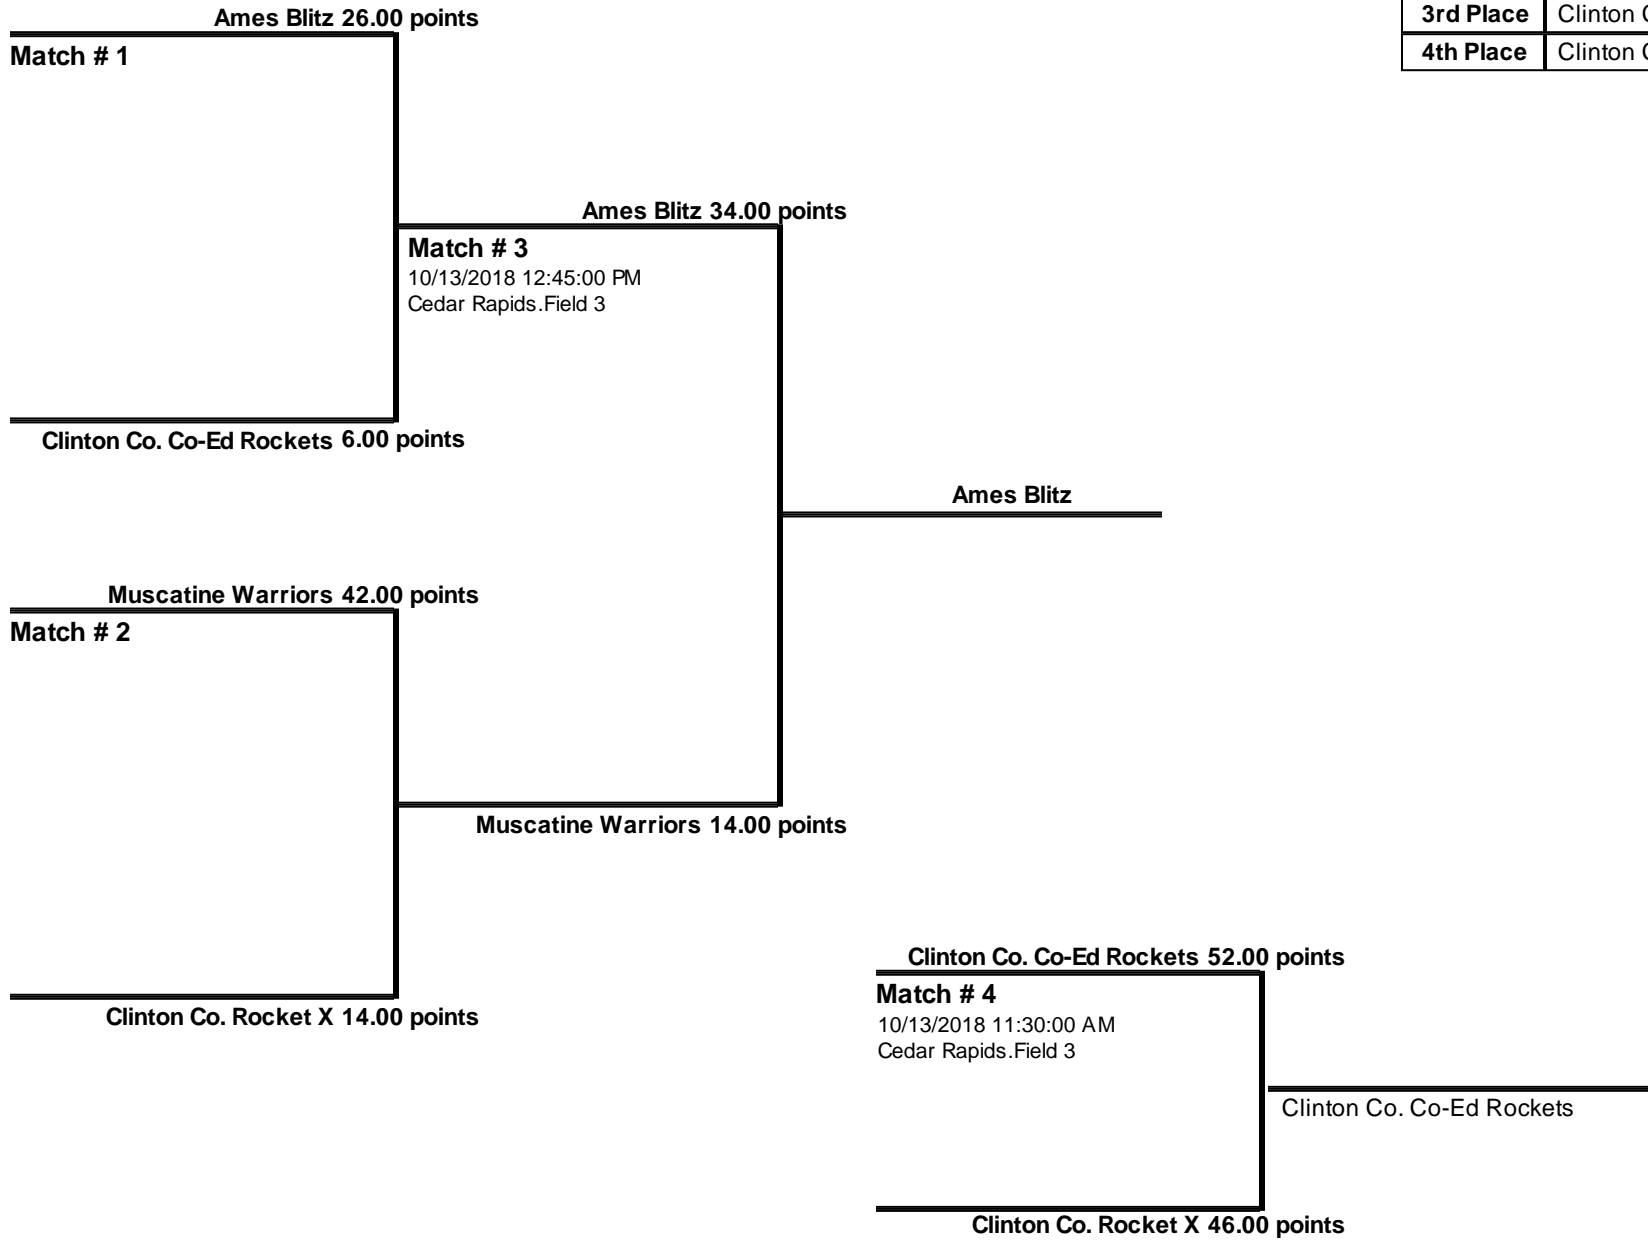 Ames Blitz 26.00 points
3rd Place Clinton
4th Place Clinton
Match # 1
Ames Blitz 34.00 points
Match # 3
10/13/2018 12:45:00 PM
Cedar Rapids.Field 3
Clinton Co. Co-Ed Rockets 6.00 points
Ames Blitz
Muscatine Warriors 42.00 points
Match # 2
Muscatine Warriors 14.00 points
Clinton Co. Co-Ed Rockets 52.00 points
Match # 4
Clinton Co. Rocket X 14.00 points
10/13/2018 11:30:00 AM
Cedar Rapids.Field 3
Clinton Co. Co-Ed Rockets
Clinton Co. Rocket X 46.00 points